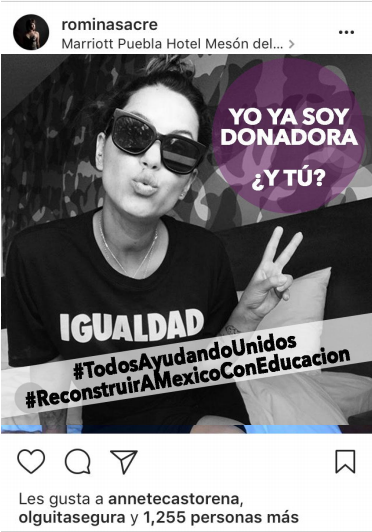 rominasacre
Marriott Puebla Hotel Mesón del... >
YO YA SOY
DONADORA
¿Y TÚ?
IGUALDAD
#TodosAyudandoUnidos
#ReconstruirAMexicoConEducacion
Les gusta a annetecastorena,
olguitasegura y 1,255 personas más